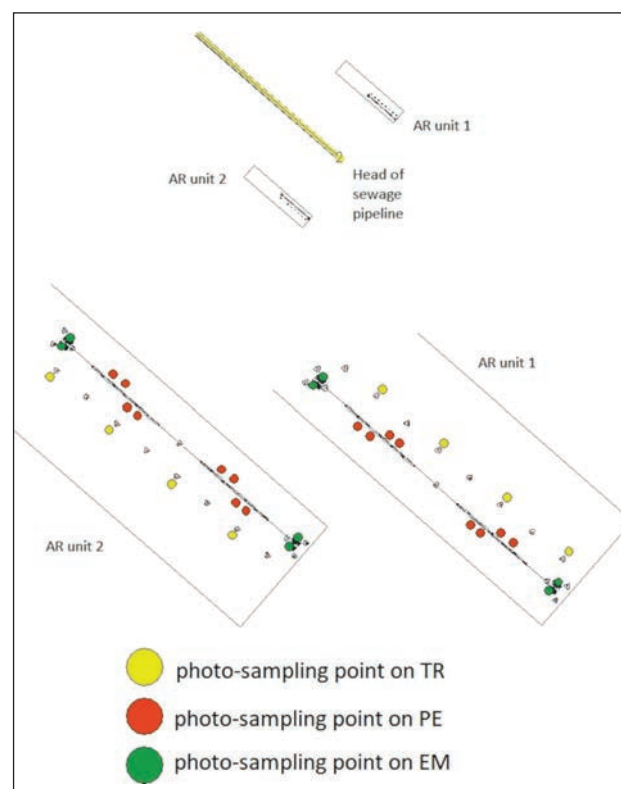 AR unit 1
AR unit 2
Head of
sewage
pipeline
AR unit 1
AR unit 2
photo-sampling point on TR
photo-sampling point on PE
photo-sampling point on EM